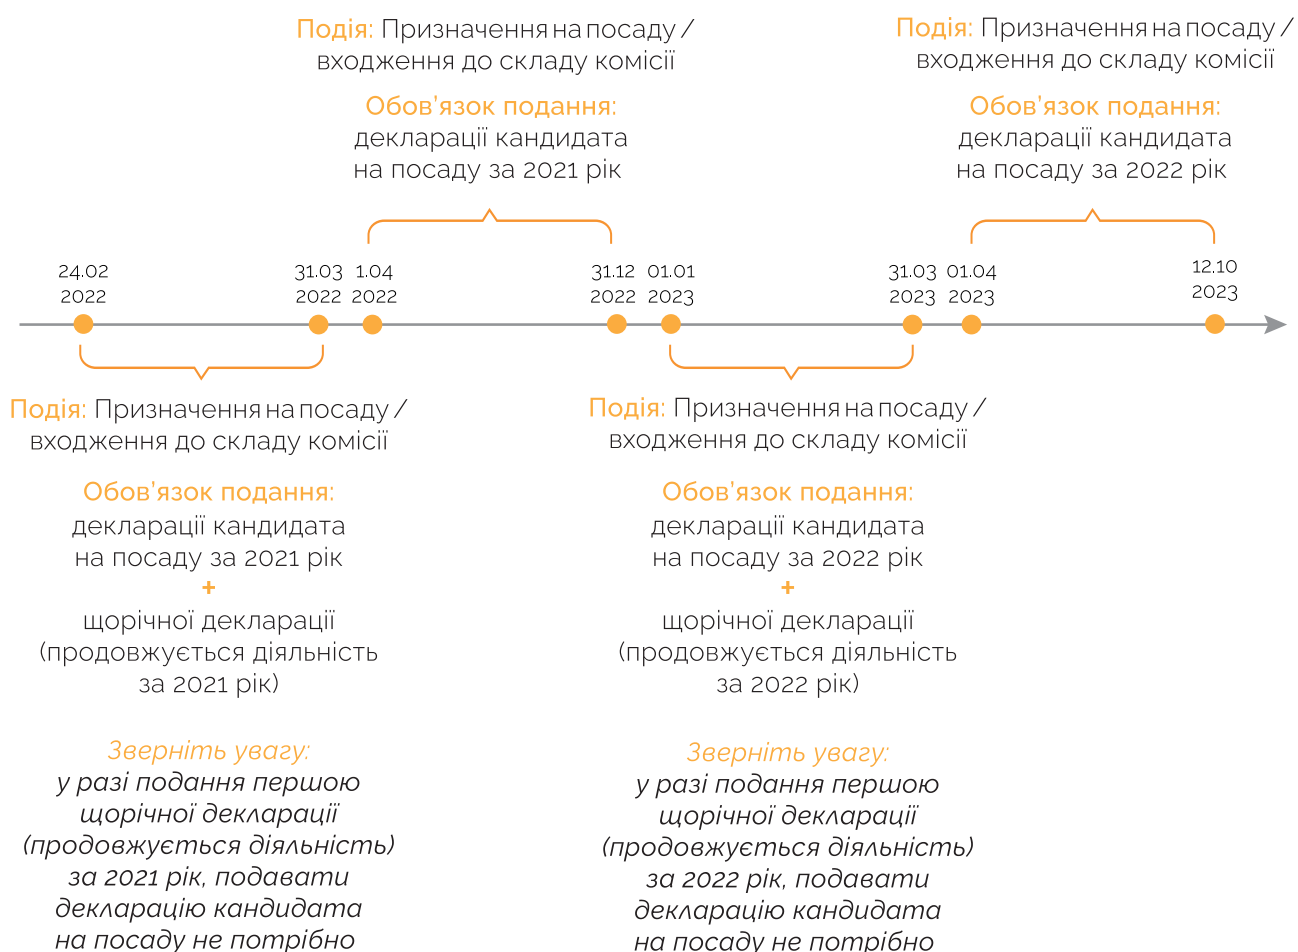 Подія: Призначення на посаду /
входження до складу комісії
Обов'язок подання:
декларації кандидата
на посаду за 2021 рік
Подія: Призначення на посаду /
входження до складу комісії
Обов'язок подання:
декларації кандидата
на посаду за 2022 рік
24.02
2022
31.03
2022
1.04
2022
31.12
2022
01.01
2023
31.03
2023
01.04
2023
12.10
2023
Подія: Призначення на посаду /
входження до складу комісії
Обов'язок подання:
декларації кандидата
на посаду за 2021 рік
+
щорічної декларації
(продовжується діяльність
за 2021 рік)
Зверніть увагу:
у разі подання першою
щорічної декларації
(продовжується діяльність)
за 2021 рік, подавати
декларацію кандидата
на посаду не потрібно
Подія: Призначення на посаду /
входження до складу комісії
Обов'язок подання:
декларації кандидата
на посаду за 2022 рік
+
щорічної декларації
(продовжується діяльність
за 2022 рік)
Зверніть увагу:
у разі подання першою
щорічної декларації
(продовжується діяльність)
за 2022 рік, подавати
декларацію кандидата
на посаду не потрібно